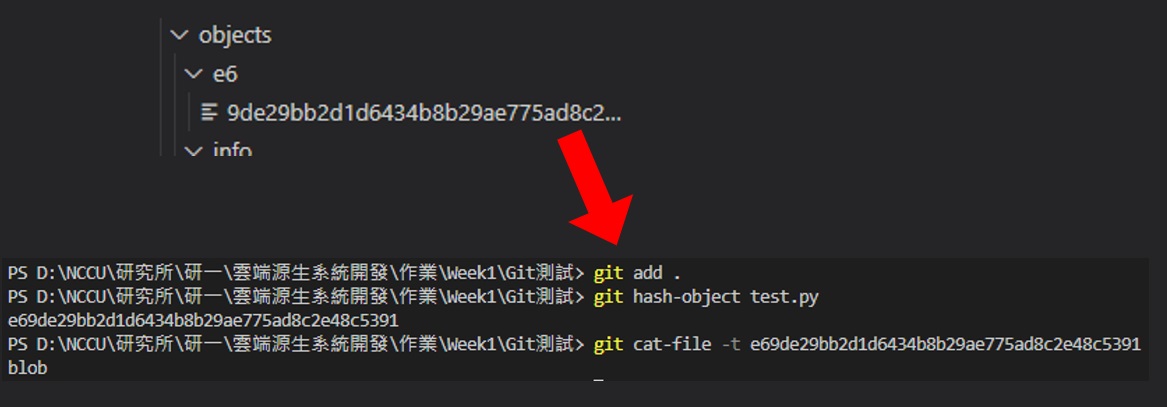 objects
e6
9de29bb2d1d6434b8b29ae775ad8c2...
info
PS D:\NCCU\研究所\研一\雲端源生系統開發\作業\Week1\Git測試> git add .
PS D:\NCCU\研究所\研一\雲端源生系統開發\作業\Week1\Git測試> git hash-object test.py
e69de29bb2d1d6434b8b29ae775ad8c2e48c5391
PS D:\NCCU\研究所\研一\雲端源生系統開發\作業\Week1\Git測試> git cat-file -t e69de29bb2d1d6434b8b29ae775ad8c2e48c5391
blob